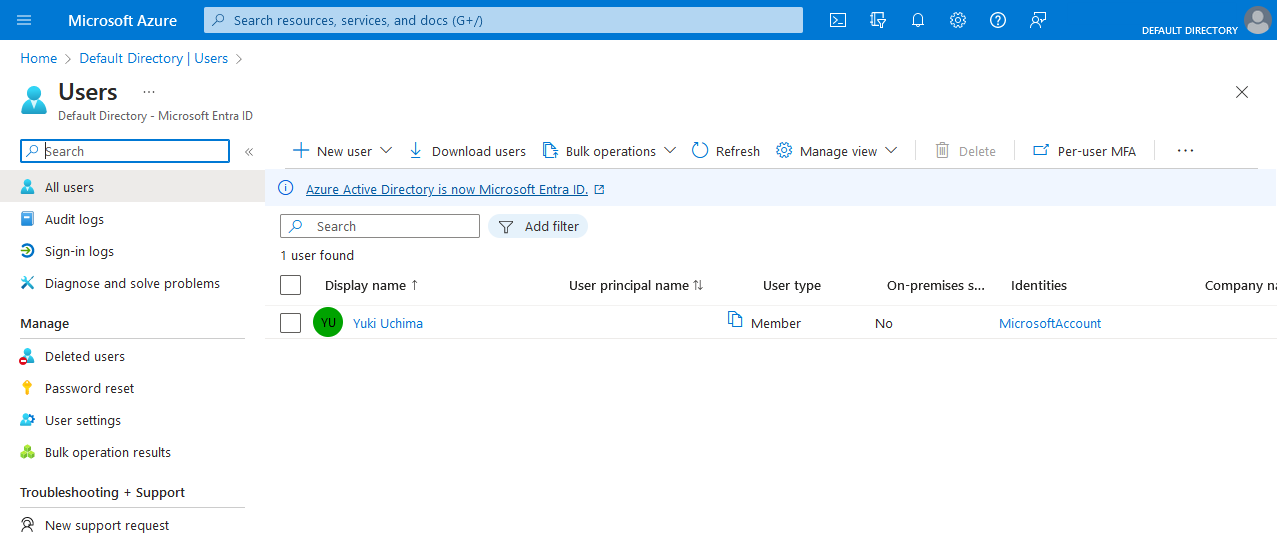 Microsoft Azure
Search resources, services, and docs (G+/)
DEFAULT DIRECTORY
Home > Default Directory | Users >
Users ...
Default Directory - Microsoft Entra ID
Search «
All users
Audit logs
Sign-in logs
Diagnose and solve problems
Manage
Deleted users
Password reset
User settings
Bulk operation results
Troubleshooting + Support
New support request
New user Download users Bulk operations Refresh Manage view Delete Per-user MFA ...
Azure Active Directory is now Microsoft Entra ID.
Search Add filter
1 user found
Display name ↑ User principal name ↑↓ User type On-premises s... Identities Company na
YU Yuki Uchima Member No MicrosoftAccount